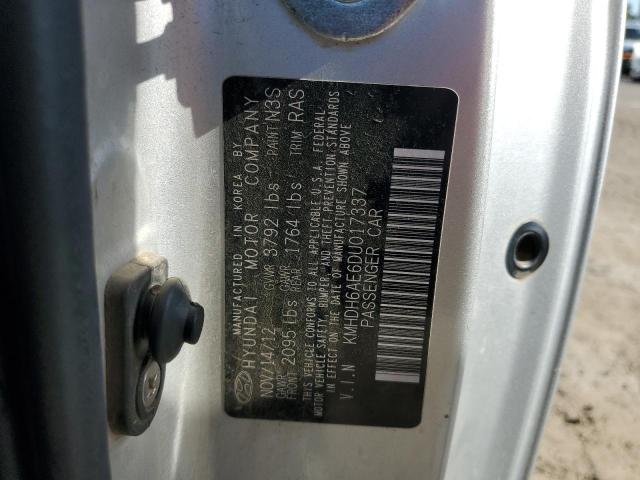 MANUFACTURED IN KOREA BY
HYUNDAI MOTOR COMPANY
NOV/14/12 GVWR 3792 lbs PAINT N3S
GAWR FRONT 2095 lbs GAWR REAR 1764 lbs TRIM RAS
THIS VEHICLE CONFORMS TO ALL APPLICABLE U.S.A. FEDERAL
MOTOR VEHICLE SAFETY, BUMPER, AND THEFT PREVENTION STANDARDS
IN EFFECT ON THE DATE OF MANUFACTURE SHOWN ABOVE
V.I.N KMHDH6AE6DU017337
PASSENGER CAR